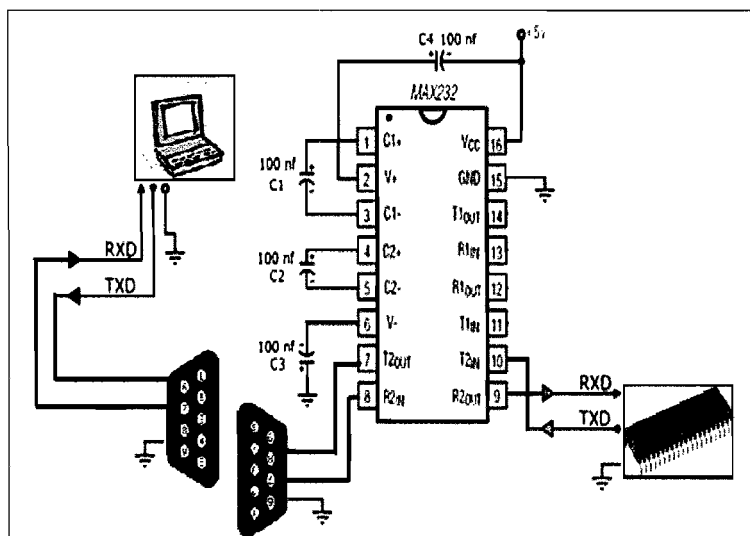 C4 100 nf
+5v
MAX232
1 C1+
VCC 16
100 nf
C1
2 V+
GND 15
3 C1-
T1OUT 14
4 C2+
R1IN 13
100 nf
C2
5 C2-
R1OUT 12
6 V-
T1IN 11
100 nf
C3
7 T2OUT
T2IN 10
8 R2IN
R2OUT 9
RXD
TXD
RXD
TXD